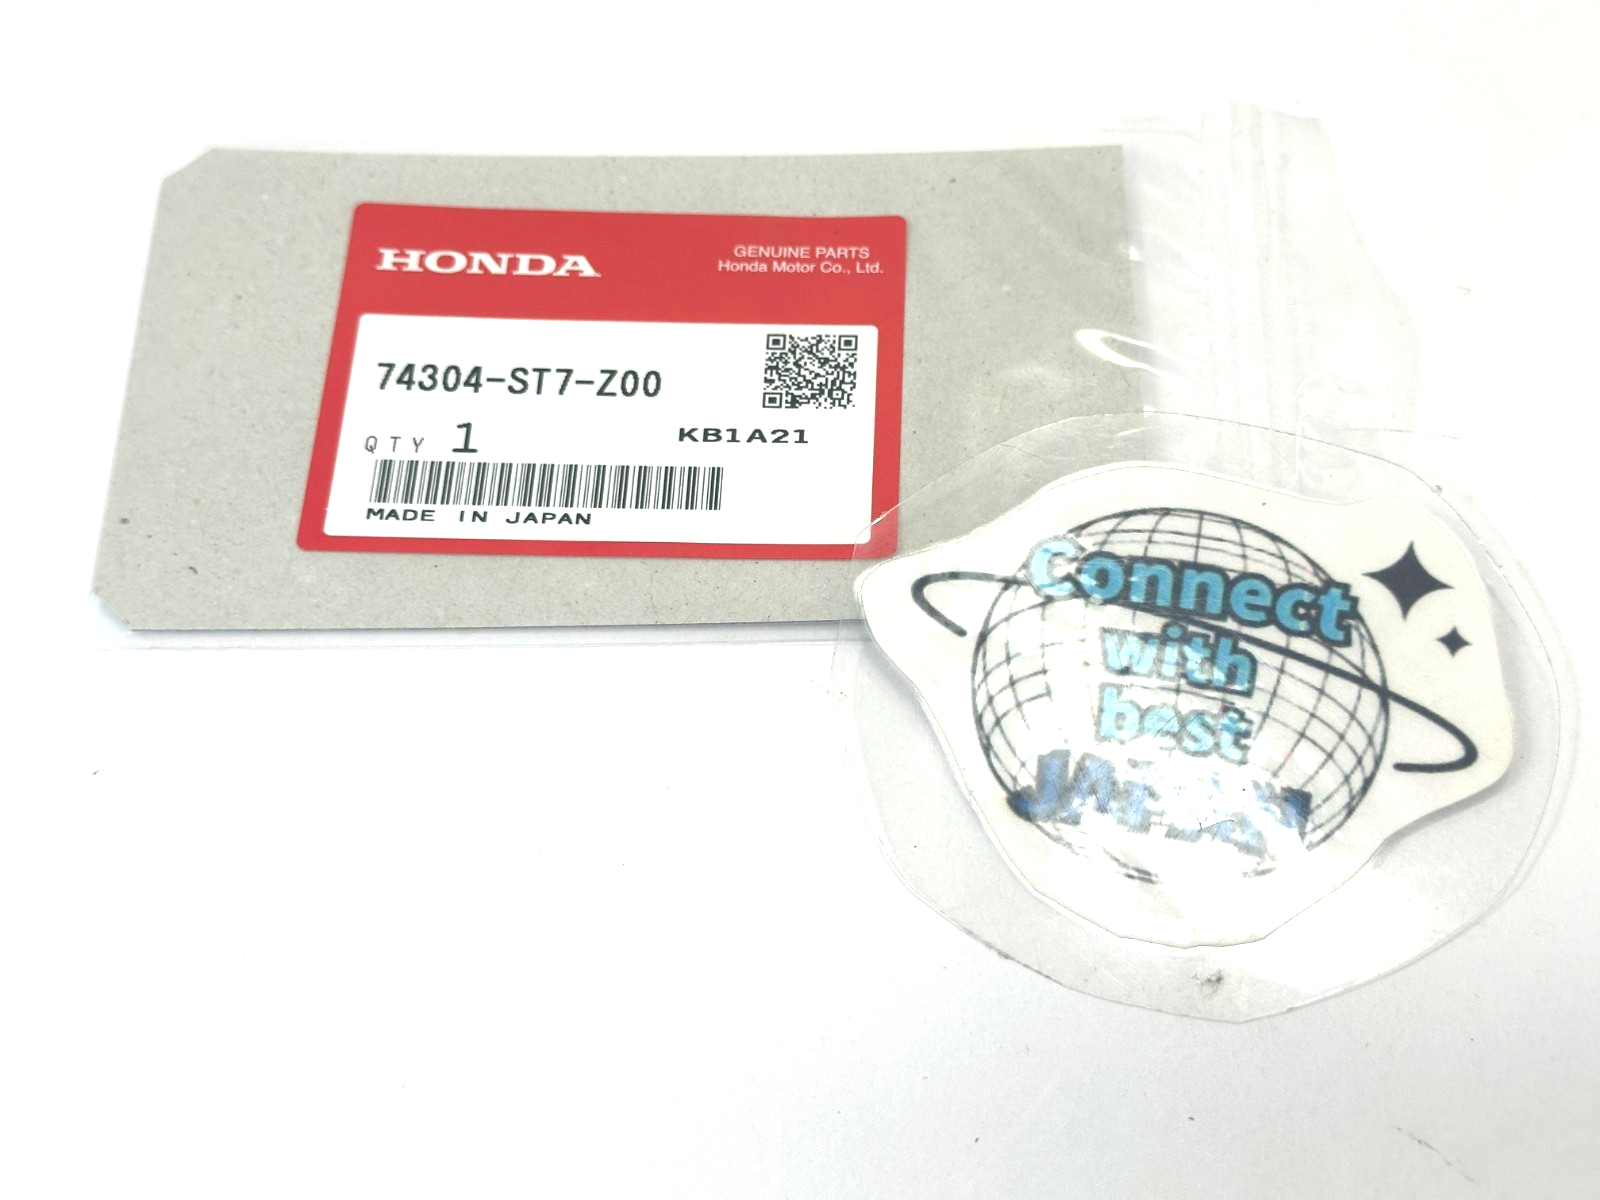 HONDA
GENUINE PARTS
Honda Motor Co., Ltd.
74304-ST7-Z00
QTY 1
KB1A21
MADE IN JAPAN
Connect
with
best
JAPAN